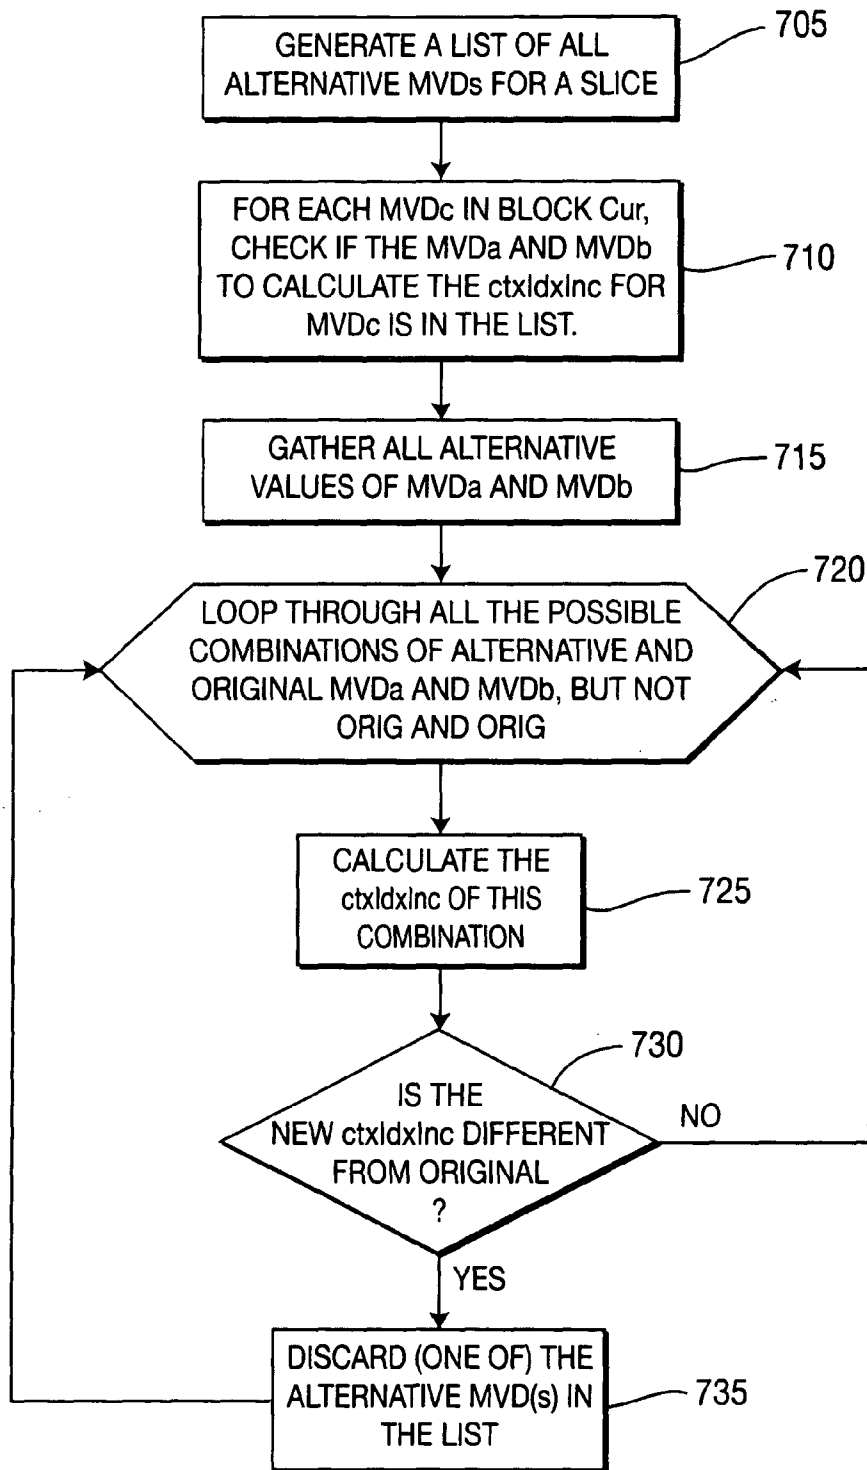 GENERATE A LIST OF ALL
ALTERNATIVE MVDs FOR A SLICE
705
FOR EACH MVDc IN BLOCK Cur,
CHECK IF THE MVDa AND MVDb
TO CALCULATE THE ctxIdxInc FOR
MVDc IS IN THE LIST.
710
GATHER ALL ALTERNATIVE
VALUES OF MVDa AND MVDb
715
720
LOOP THROUGH ALL THE POSSIBLE
COMBINATIONS OF ALTERNATIVE AND
ORIGINAL MVDa AND MVDb, BUT NOT
ORIG AND ORIG
CALCULATE THE
ctxIdxInc OF THIS
COMBINATION
725
730
IS THE
NEW ctxIdxInc DIFFERENT
FROM ORIGINAL
?
NO
YES
DISCARD (ONE OF) THE
ALTERNATIVE MVD(s) IN
THE LIST
735